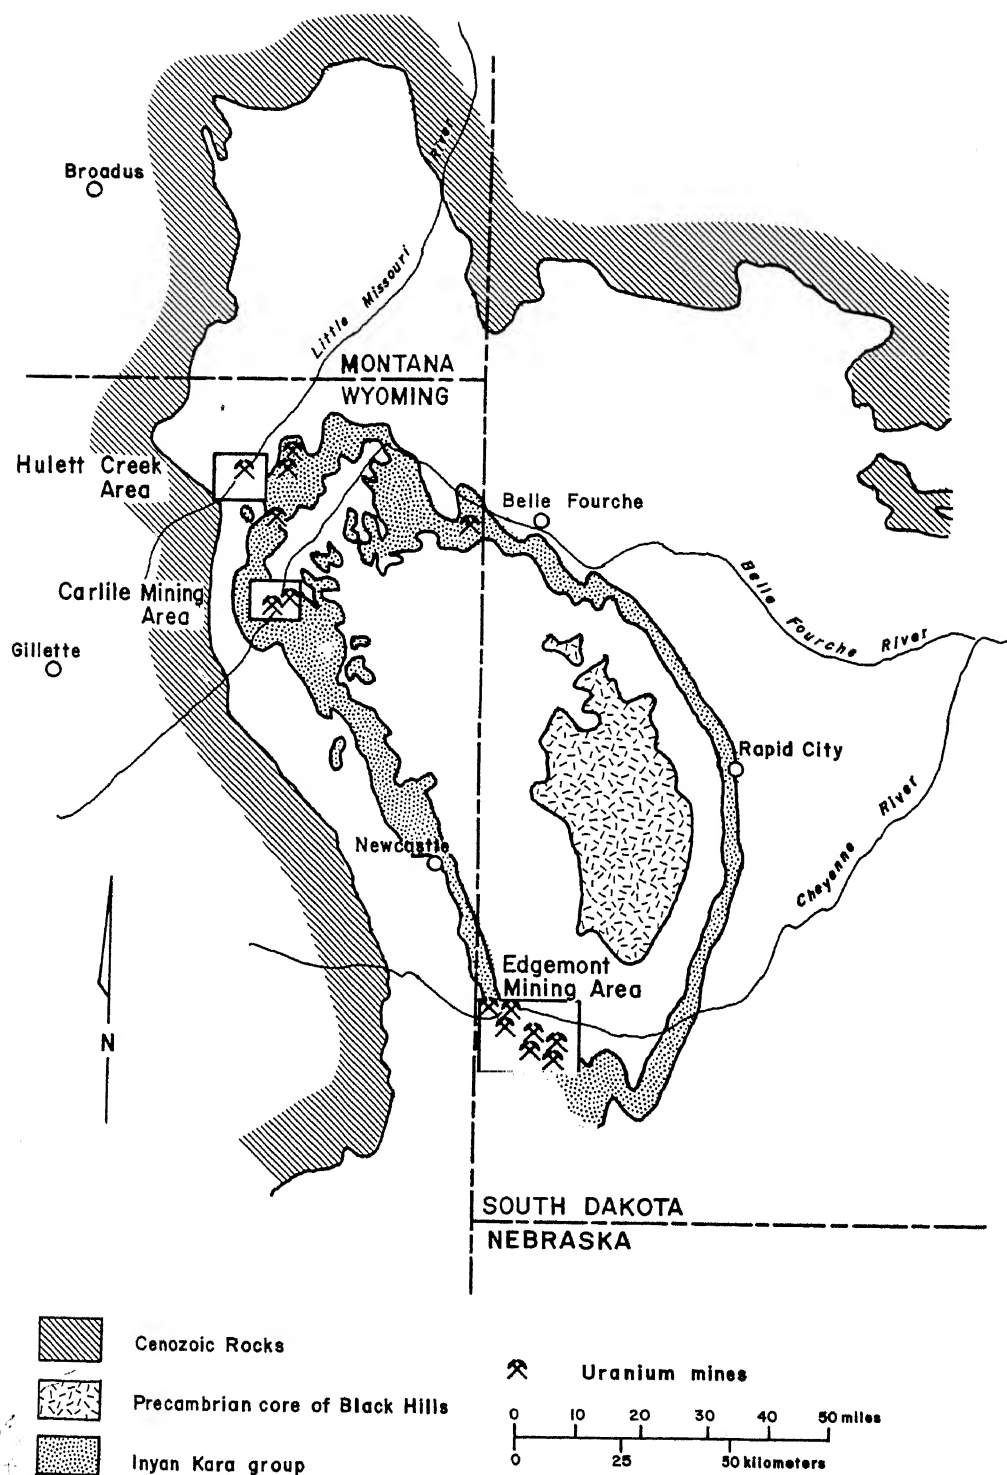 Broadus
River
Little Missouri
MONTANA
WYOMING
Hulett Creek
Area
Belle Fourche
Carlile Mining
Area
Belle Fourche River
Gillette
Rapid City
Newcastle
Cheyenne River
Edgemont
Mining Area
N
SOUTH DAKOTA
NEBRASKA
Cenozoic Rocks
Precambrian core of Black Hills
Inyan Kara group
Uranium mines
0 10 20 30 40 50 miles
0 25 50 kilometers